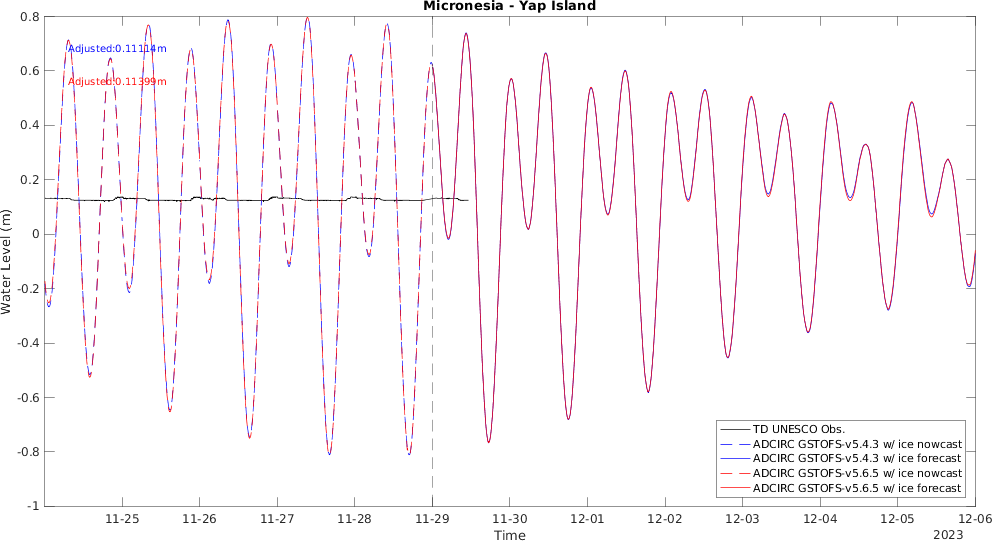 Micronesia - Yap Island
Adjusted:0.11114m
Adjusted:0.11399m
Water Level (m)
0.8
0.6
0.4
0.2
0
-0.2
-0.4
-0.6
-0.8
-1
11-25
11-26
11-27
11-28
11-29
11-30
12-01
12-02
12-03
12-04
12-05
12-06
2023
Time
TD UNESCO Obs.
ADCIRC GSTOFS-v5.4.3 w/ ice nowcast
ADCIRC GSTOFS-v5.4.3 w/ ice forecast
ADCIRC GSTOFS-v5.6.5 w/ ice nowcast
ADCIRC GSTOFS-v5.6.5 w/ ice forecast